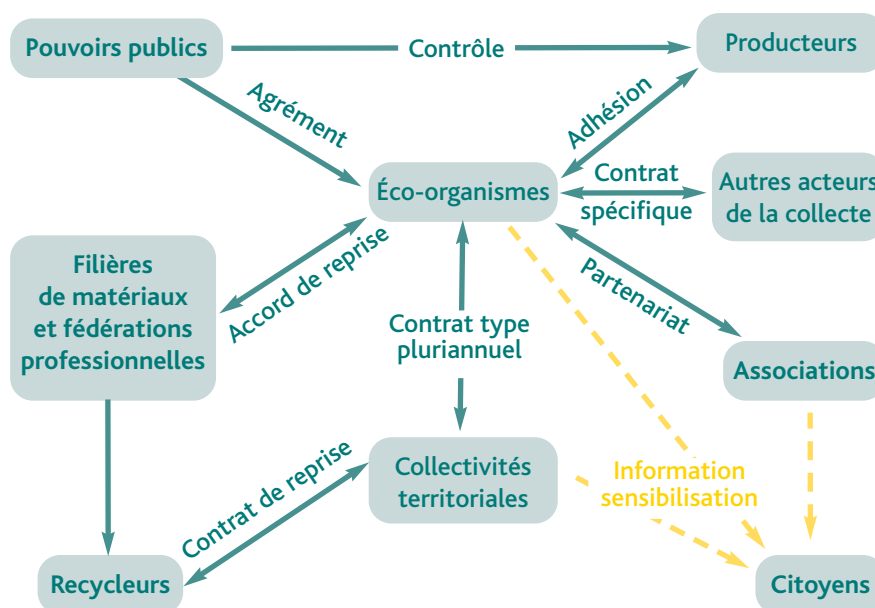 Pouvoirs publics
Contrôle
Producteurs
Agrément
Adhésion
Éco-organismes
Contrat
spécifique
Autres acteurs
de la collecte
Filières
de matériaux
et fédérations
professionnelles
Accord de reprise
Contrat type
pluriannuel
Partenariat
Associations
Contrat de reprise
Collectivités
territoriales
Information
sensibilisation
Recycleurs
Citoyens